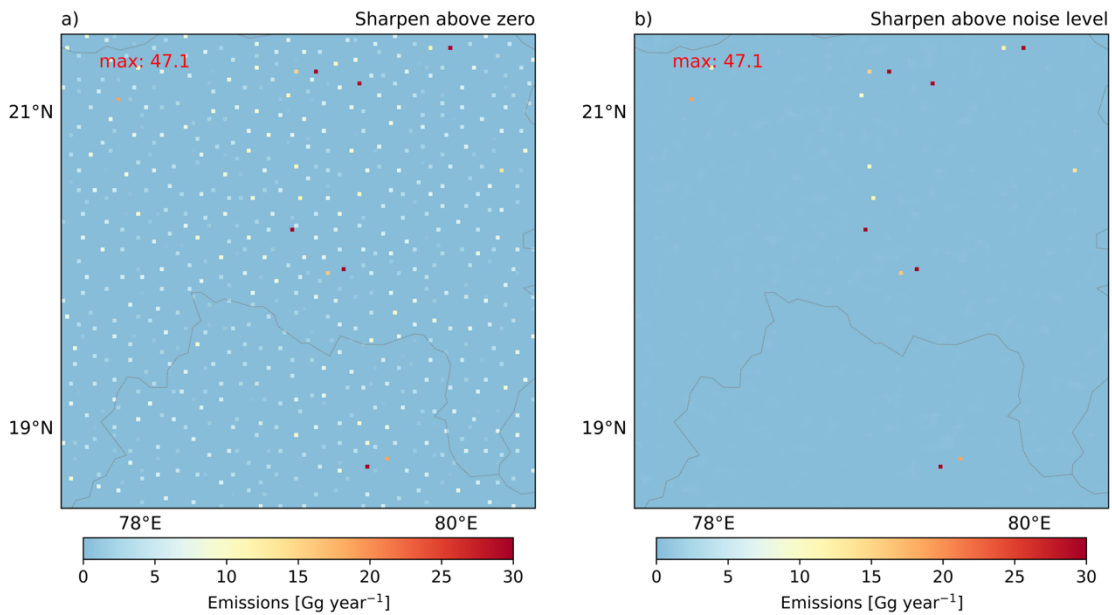 a) Sharpen above zero
max: 47.1
21°N
19°N
78°E 80°E
0 5 10 15 20 25 30
Emissions [Gg year⁻¹]
b) Sharpen above noise level
max: 47.1
21°N
19°N
78°E 80°E
0 5 10 15 20 25 30
Emissions [Gg year⁻¹]